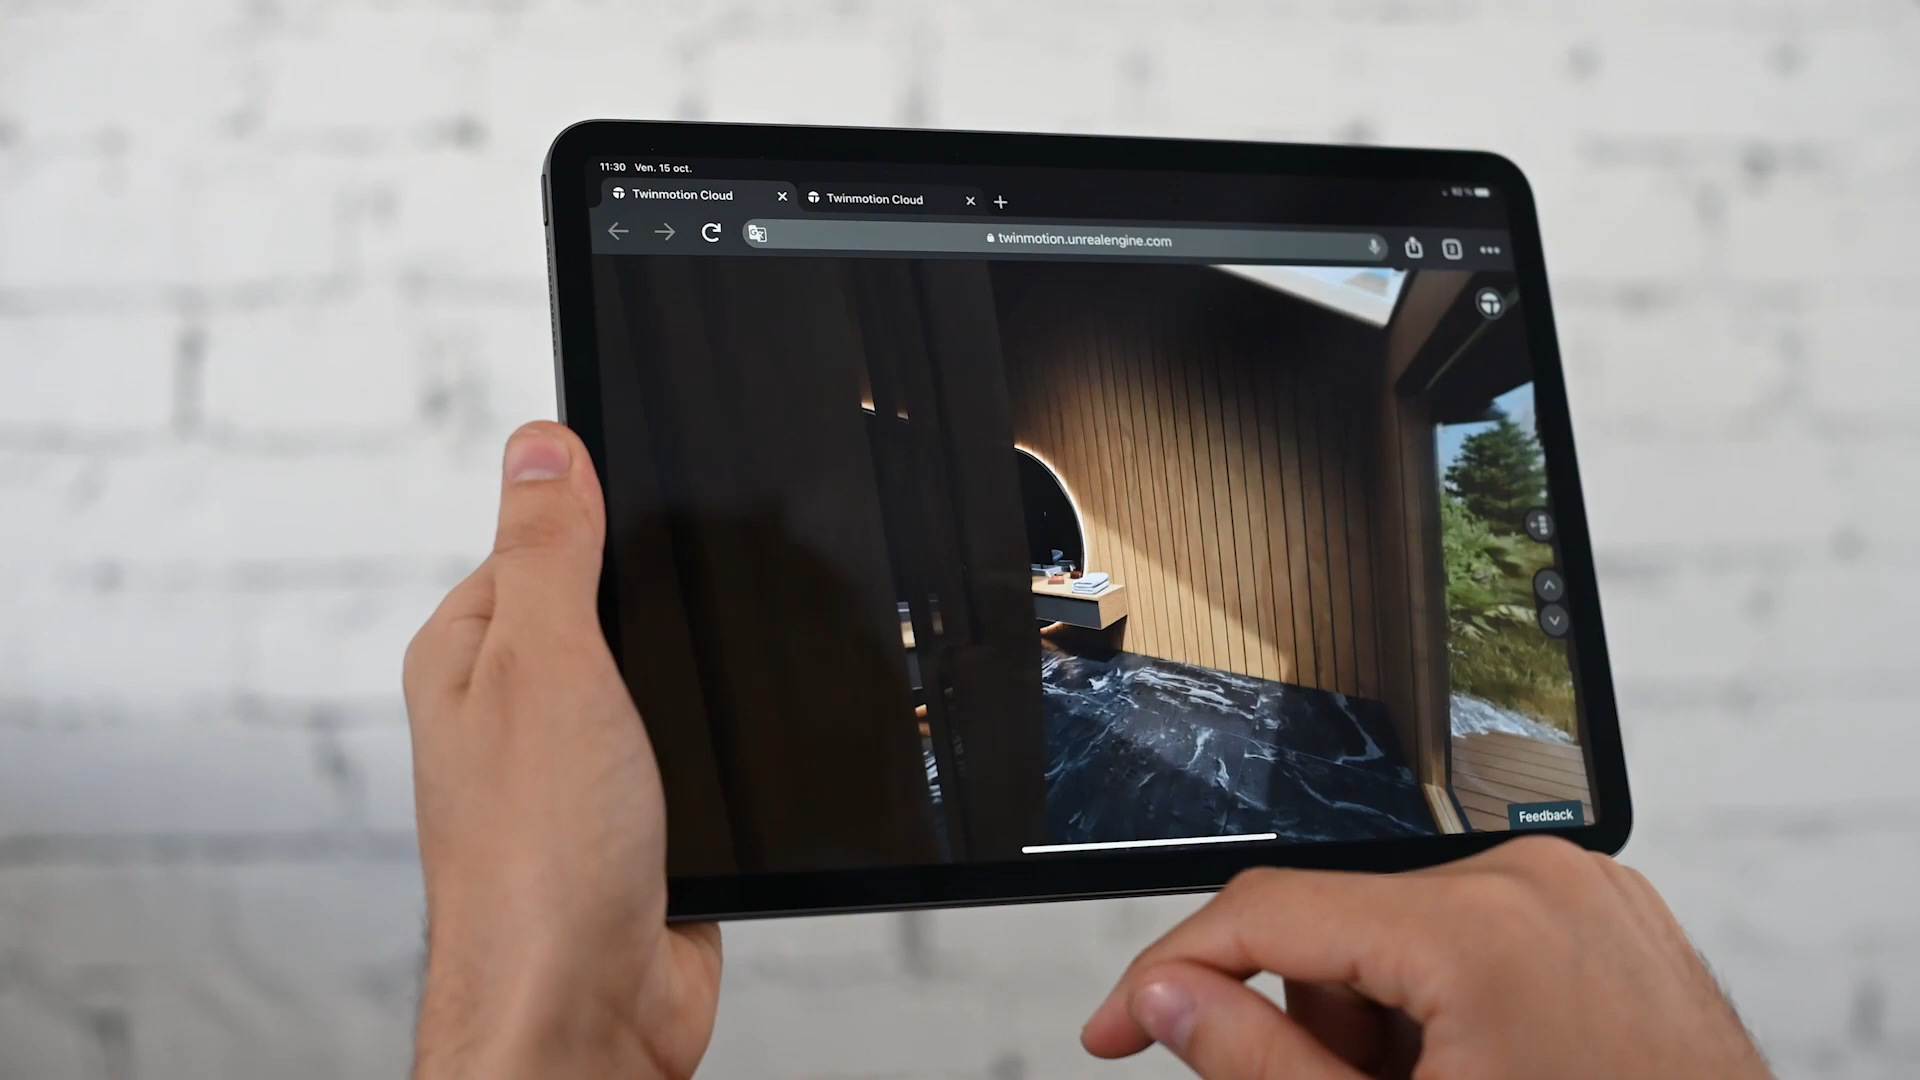 11:30 Ven. 15 oct.
Twinmotion Cloud
Twinmotion Cloud
twinmotion.unrealengine.com
Feedback